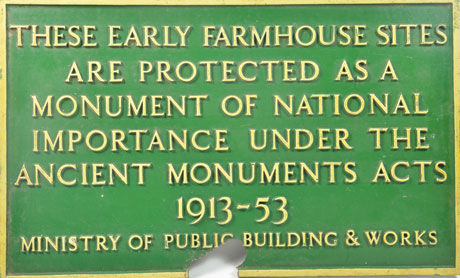 THESE EARLY FARMHOUSE SITES
ARE PROTECTED AS A
MONUMENT OF NATIONAL
IMPORTANCE UNDER THE
ANCIENT MONUMENTS ACTS
1913-53
MINISTRY OF PUBLIC BUILDING & WORKS